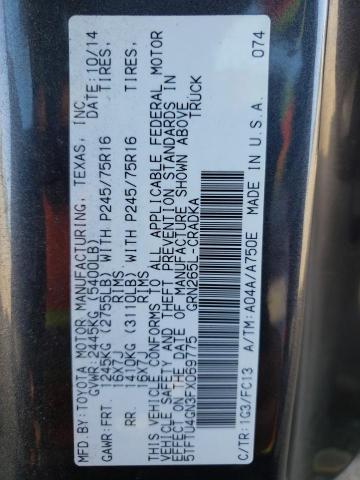 MFD. BY:TOYOTA MOTOR MANUFACTURING, TEXAS, INC. 10/14
GVWR:2445KG (5400LB)
GAWR:FRT. 1245KG (2755LB) WITH P245/75R16 TIRES,
16X7J RIMS.
RR. 1410KG (3110LB) WITH P245/75R16 TIRES,
16X RIMS.
THIS VEHICLE CONFORMS TO ALL APPLICABLE FEDERAL MOTOR
VEHICLE SAFETY AND THEFT PREVENTION STANDARDS IN
EFFECT ON THE DATE OF MANUFACTURE SHOWN ABOVE.
5TFTU4GN3FX069775 TRUCK
GRN265L-CRADKA
C/TR:1G3/FC13 A/TM:A04A/A750E 074
MADE IN U.S.A.